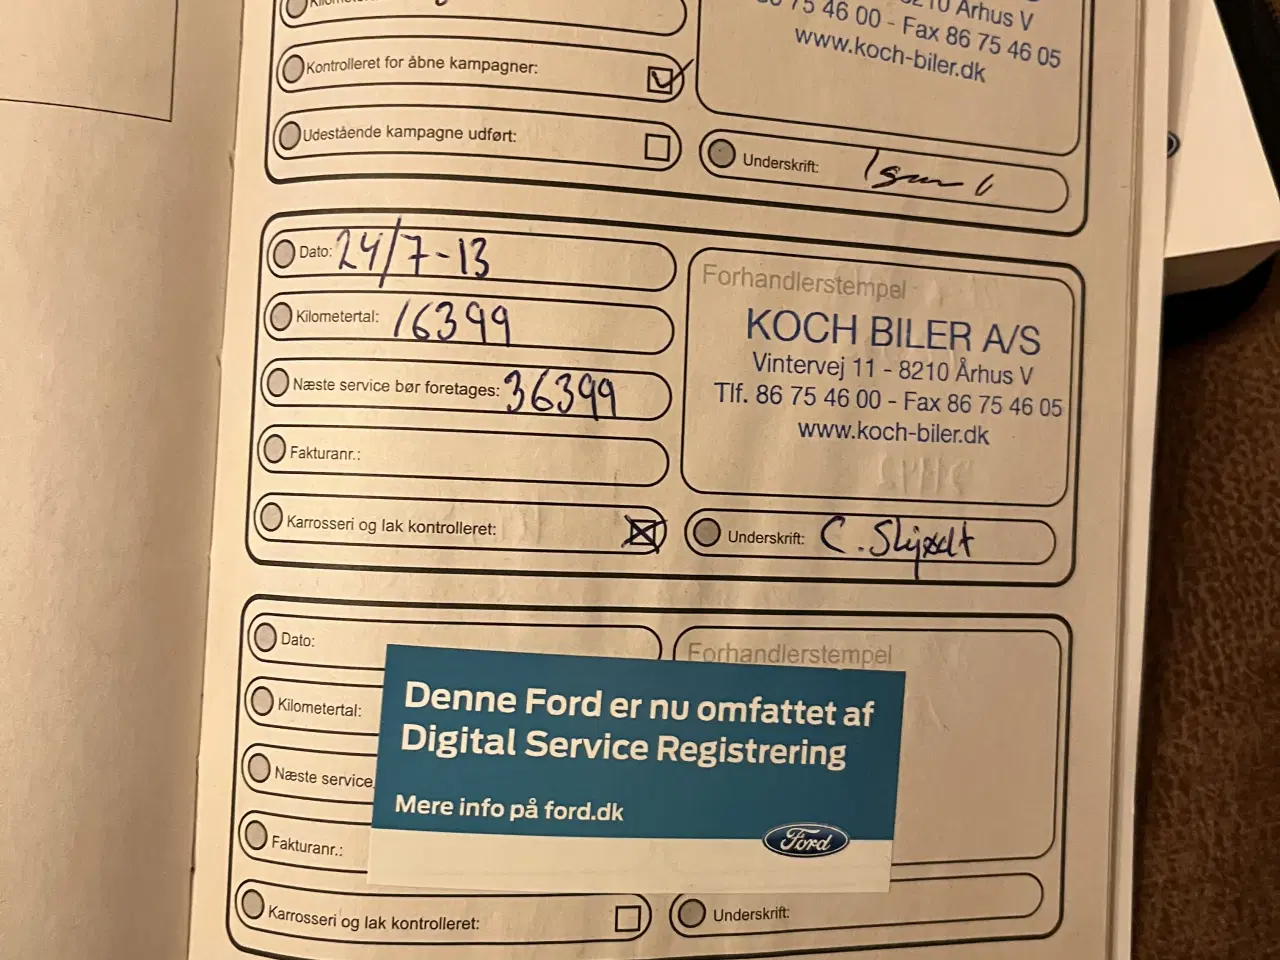 8210 Århus V
75 46 00 - Fax 86 75 46 05
www.koch-biler.dk
Kontrolleret for åbne kampagner:
Udestående kampagne udført:
Underskrift:
Dato: 24/7-13
Kilometertal: 16399
Næste service bør foretages: 36399
Fakturanr.:
Karrosseri og lak kontrolleret:
Forhandlerstempel
KOCH BILER A/S
Vintervej 11 - 8210 Århus V
Tlf. 86 75 46 00 - Fax 86 75 46 05
www.koch-biler.dk
Underskrift: C. Skjødt
Dato:
Kilometertal:
Næste service
Fakturanr.:
Karrosseri og lak kontrolleret:
Forhandlerstempel
Denne Ford er nu omfattet af
Digital Service Registrering
Mere info på ford.dk
Ford
Underskrift: